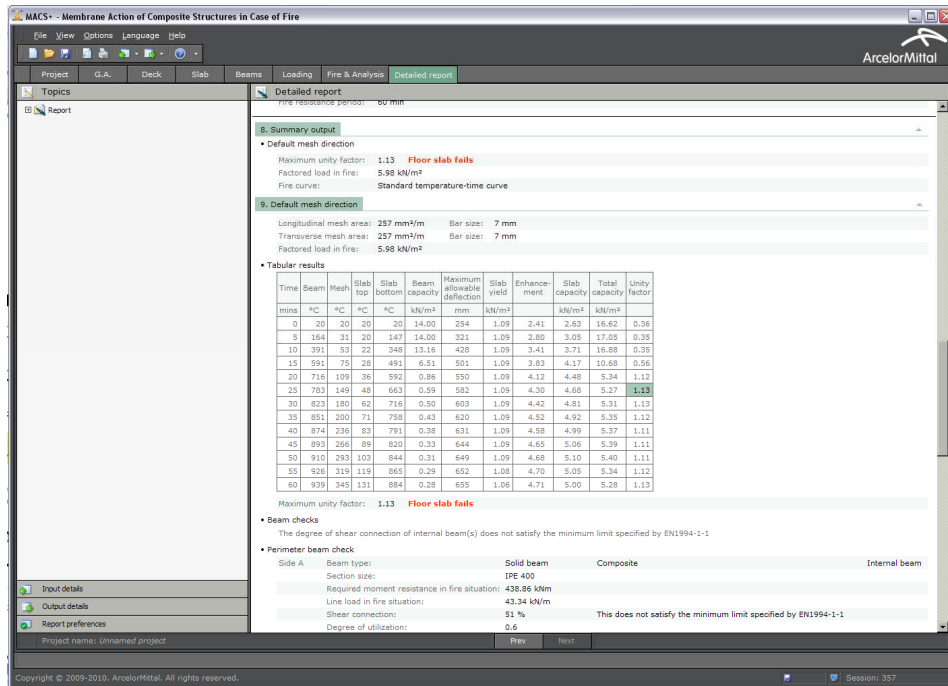 MACS+ - Membrane Action of Composite Structures in Case of Fire
File View Options Language Help
ArcelorMittal
Project G.A. Deck Slab Beams Loading Fire & Analysis Detailed report
Topics
Report
Detailed report
Fire resistance period: 60 min
8. Summary output
• Default mesh direction
Maximum unity factor: 1.13 Floor slab fails
Factored load in fire: 5.98 kN/m²
Fire curve: Standard temperature-time curve
9. Default mesh direction
Longitudinal mesh area: 257 mm²/m Bar size: 7 mm
Transverse mesh area: 257 mm²/m Bar size: 7 mm
Factored load in fire: 5.98 kN/m²
• Tabular results
Time Beam Mesh Slab top Slab bottom Beam capacity Maximum allowable deflection Slab yield Enhance-ment Slab capacity Total capacity Unity factor
mins °C °C °C °C kN/m² mm kN/m² kN/m² kN/m²
0 20 20 20 20 14.00 254 1.09 2.41 2.63 16.62 0.36
5 164 31 20 147 14.00 321 1.09 2.80 3.05 17.05 0.35
10 391 53 22 348 13.16 428 1.09 3.41 3.71 16.88 0.35
15 591 75 28 491 6.51 501 1.09 3.83 4.17 10.68 0.56
20 716 109 36 592 0.86 550 1.09 4.12 4.48 5.34 1.12
25 783 149 48 663 0.59 582 1.09 4.30 4.68 5.27 1.13
30 823 180 62 716 0.50 603 1.09 4.42 4.81 5.31 1.13
35 851 200 71 758 0.43 620 1.09 4.52 4.92 5.35 1.12
40 874 236 83 791 0.38 631 1.09 4.58 4.99 5.37 1.11
45 893 266 89 820 0.33 644 1.09 4.65 5.06 5.39 1.11
50 910 293 103 844 0.31 649 1.09 4.68 5.10 5.40 1.11
55 926 319 119 865 0.29 652 1.08 4.70 5.05 5.34 1.12
60 939 345 131 884 0.28 655 1.06 4.71 5.00 5.28 1.13
Maximum unity factor: 1.13 Floor slab fails
• Beam checks
The degree of shear connection of internal beam(s) does not satisfy the minimum limit specified by EN1994-1-1
• Perimeter beam check
Side A Beam type: Solid beam Composite Internal beam
Section size: IPE 400
Required moment resistance in fire situation: 438.86 kNm
Line load in fire situation: 43.34 kN/m
Shear connection: 51 % This does not satisfy the minimum limit specified by EN1994-1-1
Degree of utilization: 0.6
Input details
Output details
Report preferences
Project name: Unnamed project
Prev Next
Copyright © 2009-2010. ArcelorMittal. All rights reserved.
Session: 357